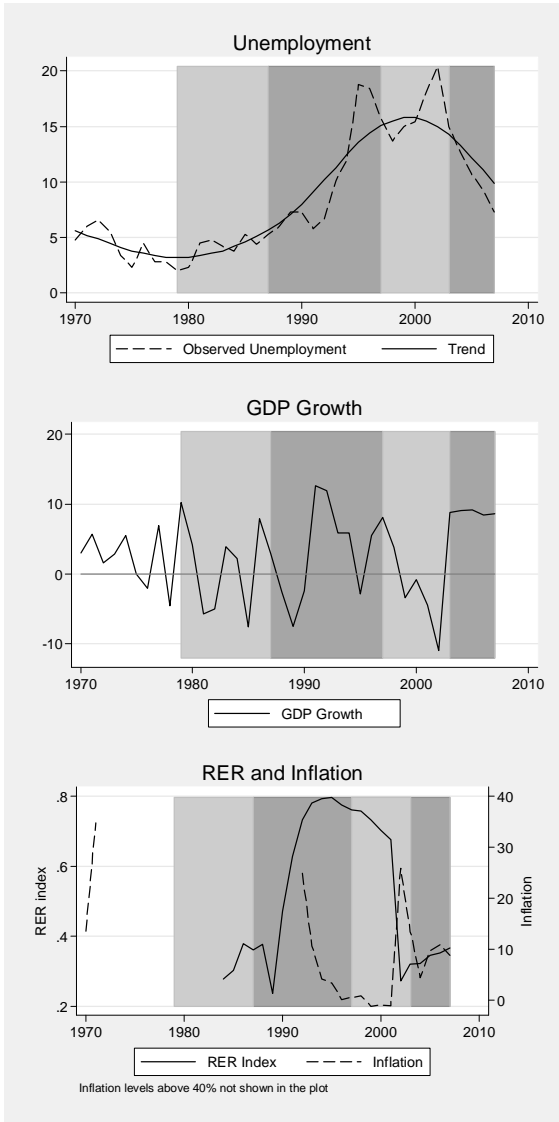 Unemployment
20
15
10
5
0
1970 1980 1990 2000 2010
Observed Unemployment Trend
GDP Growth
20
10
0
-10
1970 1980 1990 2000 2010
GDP Growth
RER and Inflation
.8
.6
.4
.2
RER index
40
30
20
10
0
Inflation
1970 1980 1990 2000 2010
RER Index Inflation
Inflation levels above 40% not shown in the plot